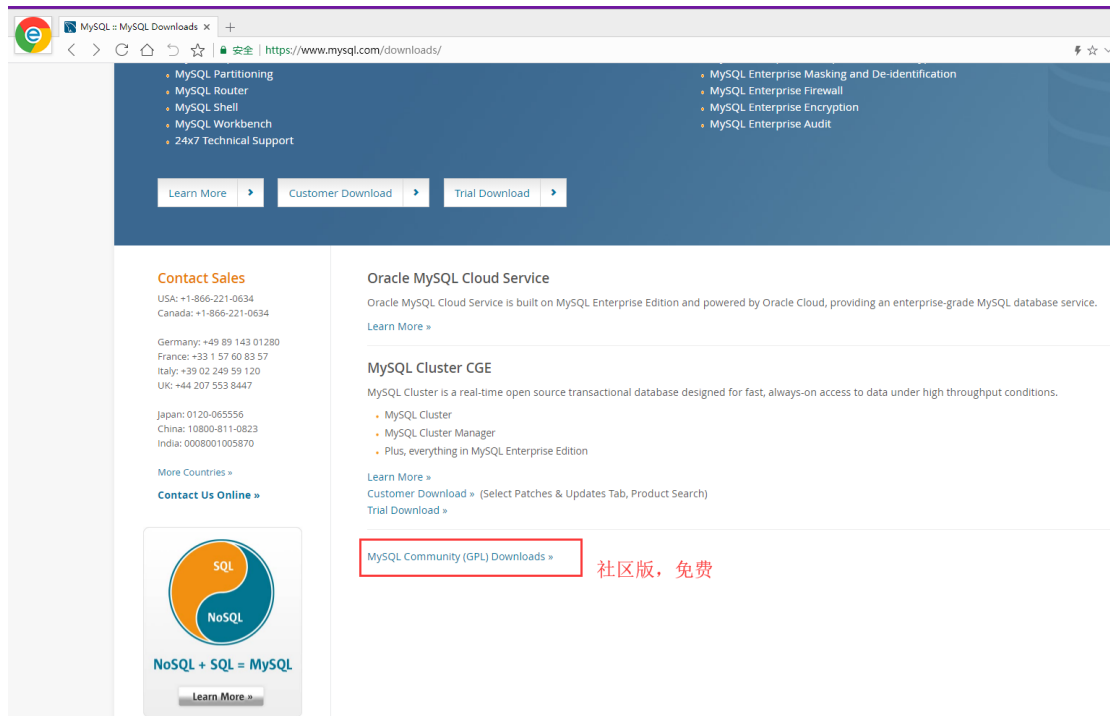 MySQL :: MySQL Downloads
安全 https://www.mysql.com/downloads/
MySQL Partitioning
MySQL Router
MySQL Shell
MySQL Workbench
24x7 Technical Support
MySQL Enterprise Masking and De-identification
MySQL Enterprise Firewall
MySQL Enterprise Encryption
MySQL Enterprise Audit
Learn More
Customer Download
Trial Download
Contact Sales
USA: +1-866-221-0634
Canada: +1-866-221-0634
Germany: +49 89 143 01280
France: +33 1 57 60 83 57
Italy: +39 02 249 59 120
UK: +44 207 553 8447
Japan: 0120-065556
China: 10800-811-0823
India: 0008001005870
More Countries »
Contact Us Online »
SQL
NoSQL
NoSQL + SQL = MySQL
Learn More »
Oracle MySQL Cloud Service
Oracle MySQL Cloud Service is built on MySQL Enterprise Edition and powered by Oracle Cloud, providing an enterprise-grade MySQL database service.
Learn More »
MySQL Cluster CGE
MySQL Cluster is a real-time open source transactional database designed for fast, always-on access to data under high throughput conditions.
MySQL Cluster
MySQL Cluster Manager
Plus, everything in MySQL Enterprise Edition
Learn More »
Customer Download » (Select Patches & Updates Tab, Product Search)
Trial Download »
MySQL Community (GPL) Downloads »
社区版，免费